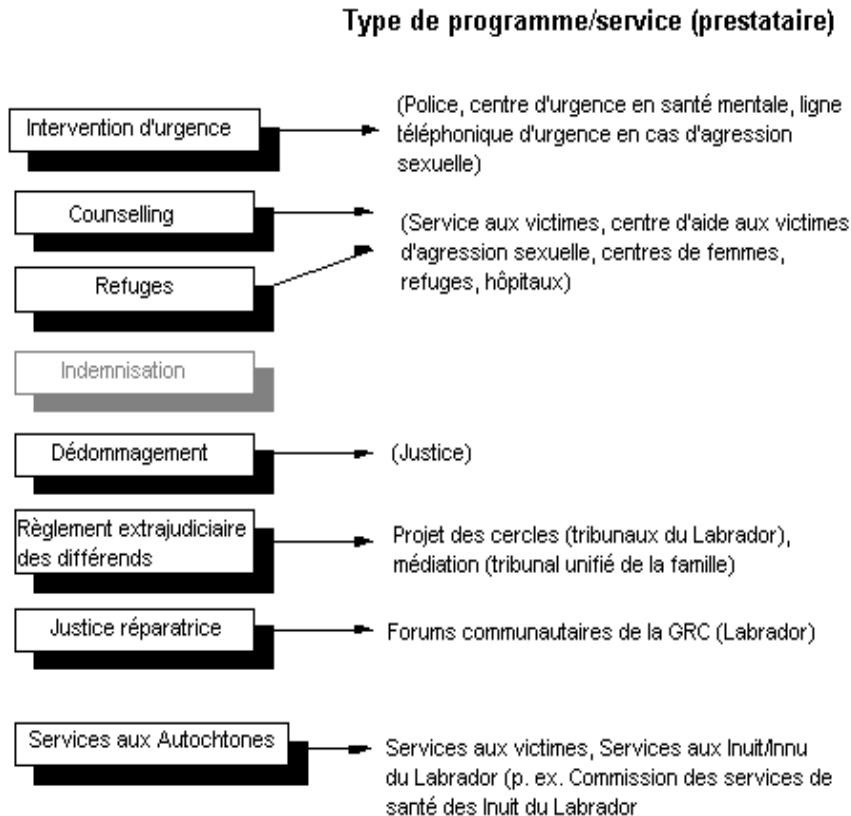 Type de programme/service (prestataire)
Intervention d'urgence
(Police, centre d'urgence en santé mentale, ligne
téléphonique d'urgence en cas d'agression
sexuelle)
Counselling
(Service aux victimes, centre d'aide aux victimes
d'agression sexuelle, centres de femmes,
refuges, hôpitaux)
Refuges
Indemnisation
Dédommagement
(Justice)
Règlement extrajudiciaire
des différends
Projet des cercles (tribunaux du Labrador),
médiation (tribunal unifié de la famille)
Justice réparatrice
Forums communautaires de la GRC (Labrador)
Services aux Autochtones
Services aux victimes, Services aux Inuit/Innu
du Labrador (p. ex. Commission des services de
santé des Inuit du Labrador